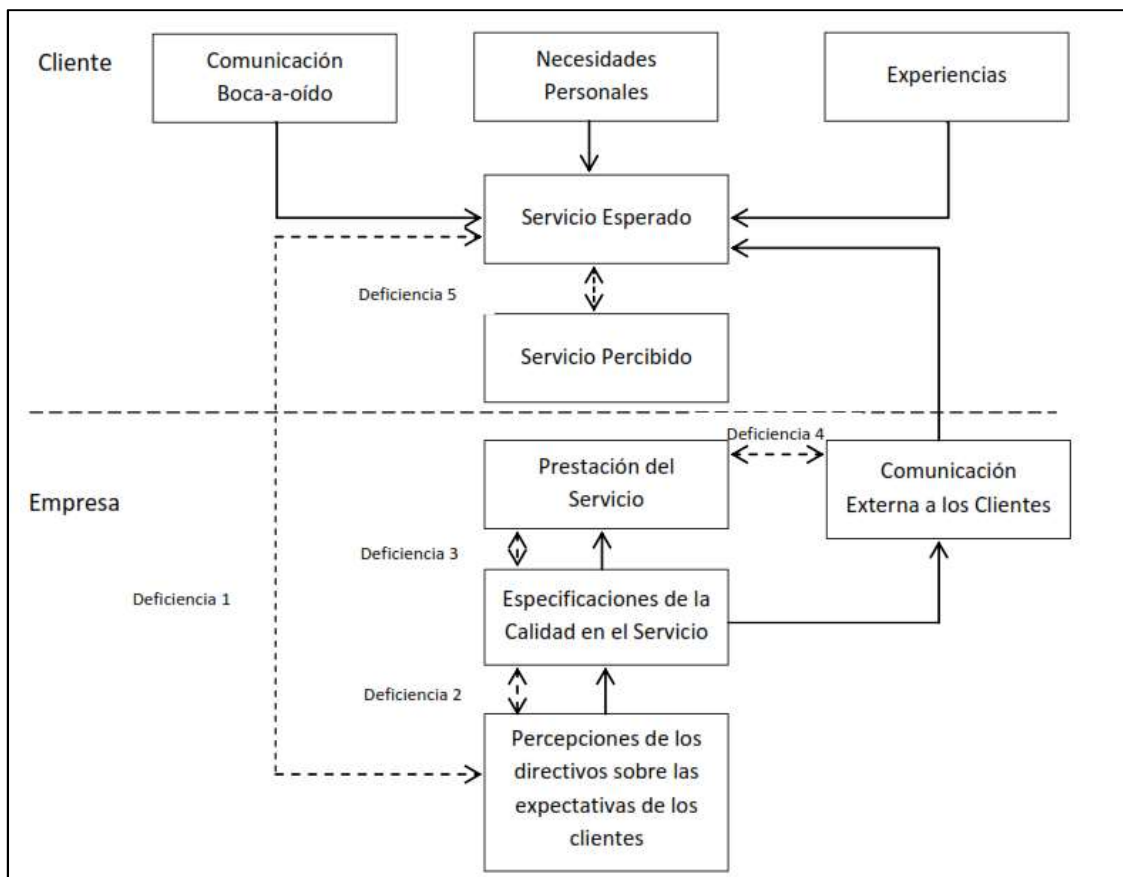 Cliente
Comunicación
Boca-a-oído
Necesidades
Personales
Experiencias
Servicio Esperado
Deficiencia 5
Servicio Percibido
Deficiencia 4
Prestación del
Servicio
Comunicación
Externa a los Clientes
Empresa
Deficiencia 3
Deficiencia 1
Especificaciones de la
Calidad en el Servicio
Deficiencia 2
Percepciones de los
directivos sobre las
expectativas de los
clientes